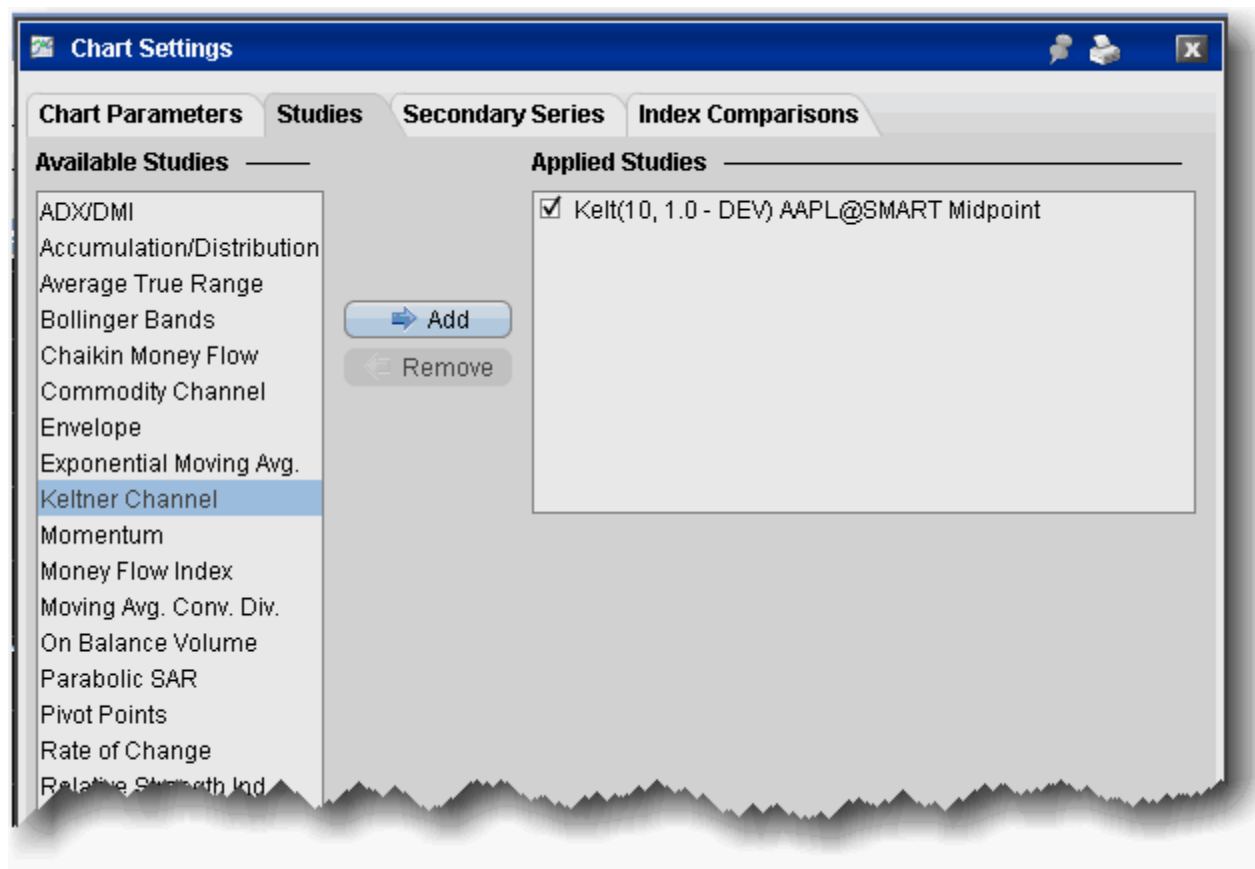 Chart Settings
Chart Parameters
Studies
Secondary Series
Index Comparisons
Available Studies
ADX/DMI
Accumulation/Distribution
Average True Range
Bollinger Bands
Chaikin Money Flow
Commodity Channel
Envelope
Exponential Moving Avg.
Keltner Channel
Momentum
Money Flow Index
Moving Avg. Conv. Div.
On Balance Volume
Parabolic SAR
Pivot Points
Rate of Change
Relative Strength Ind
Add
Remove
Applied Studies
Kelt(10, 1.0 - DEV) AAPL@SMART Midpoint